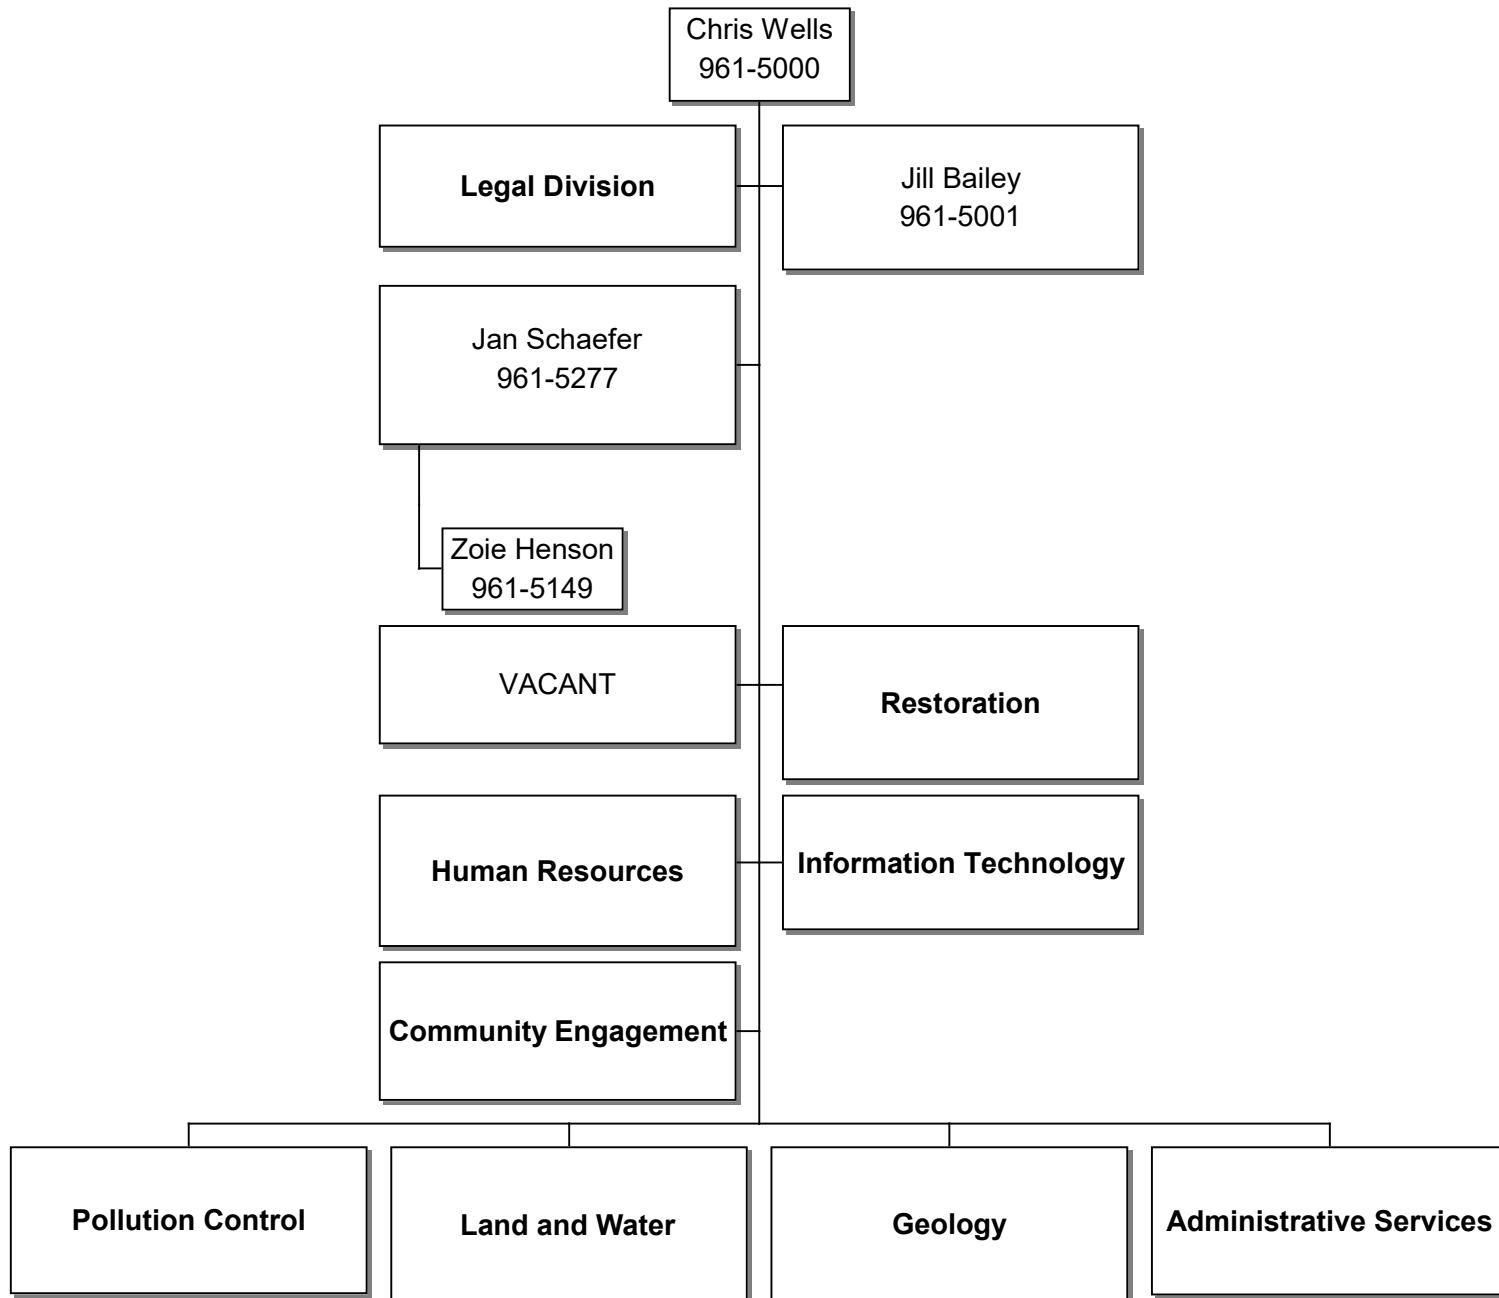 Chris Wells
961-5000
Legal Division
Jill Bailey
961-5001
Jan Schaefer
961-5277
Zoie Henson
961-5149
VACANT
Restoration
Human Resources
Information Technology
Community Engagement
Pollution Control
Land and Water
Geology
Administrative Services